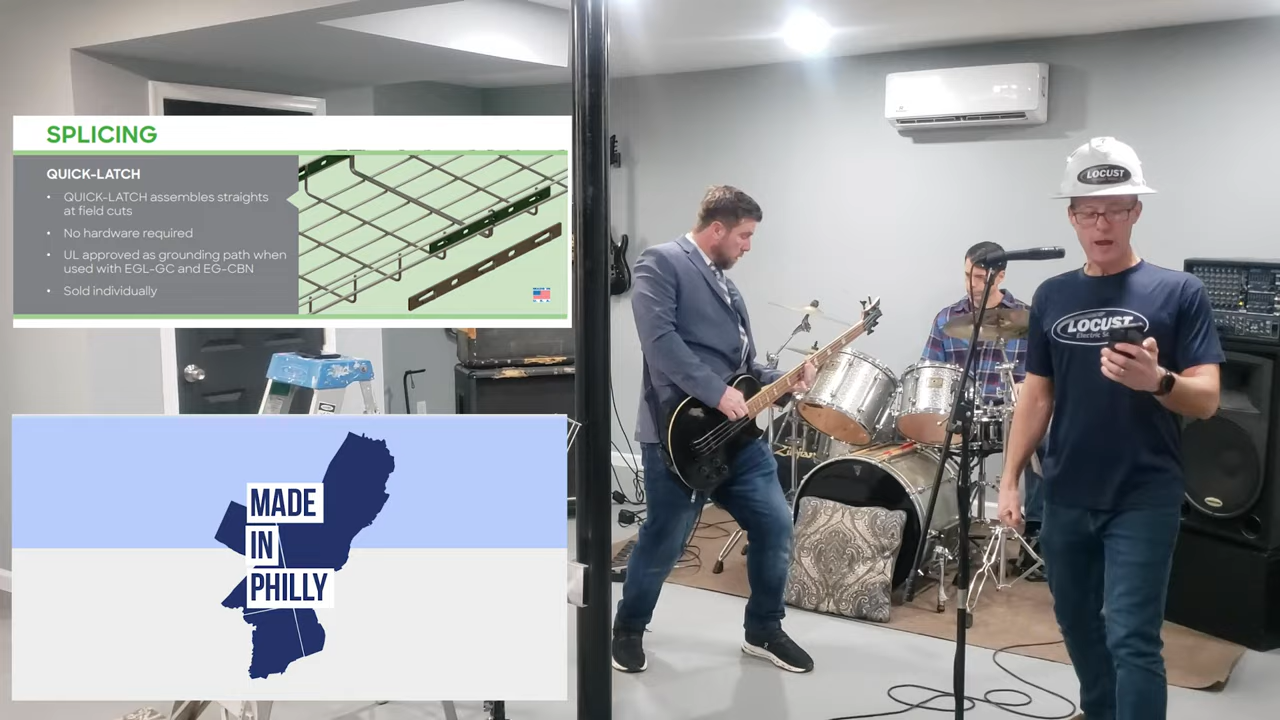 SPLICING
QUICK-LATCH
• QUICK-LATCH assembles straights
at field cuts
• No hardware required
• UL approved as grounding path when
used with EGL-GC and EG-CBN
• Sold individually
MADE
IN
PHILLY
LOCUST
LOCUST
Electric